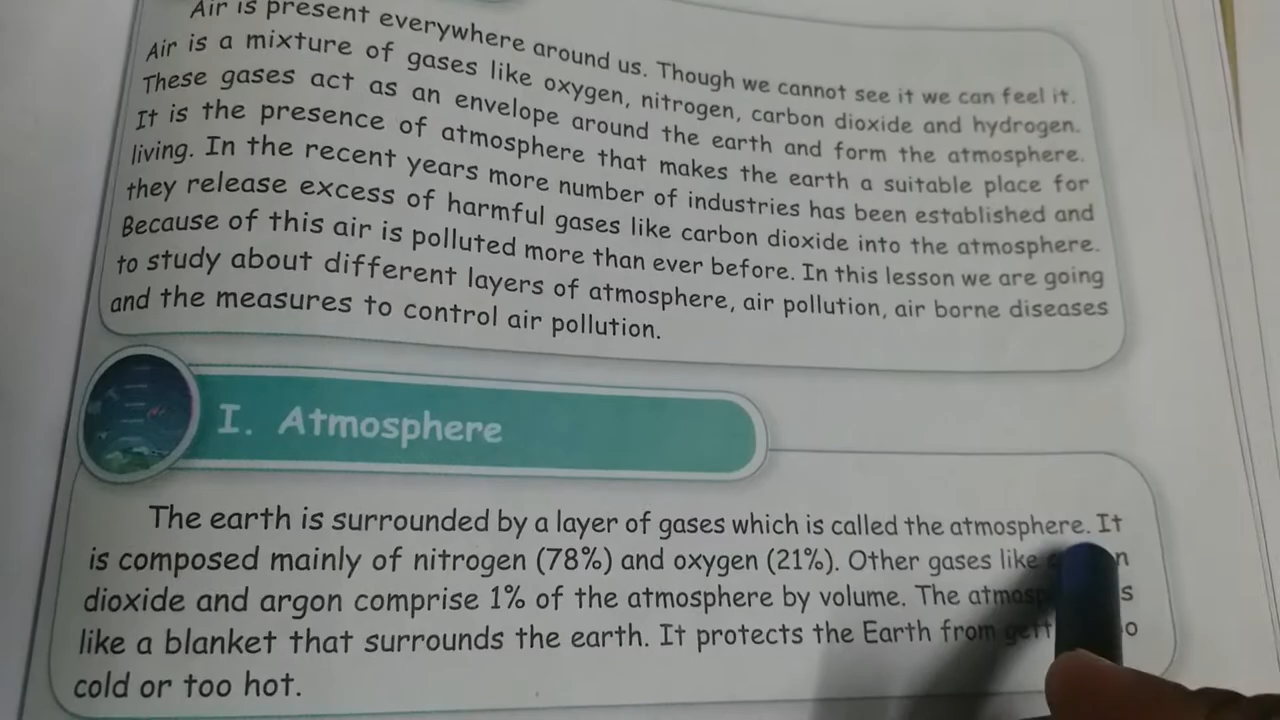 Air is present everywhere around us. Though we cannot see it we can feel it.
Air is a mixture of gases like oxygen, nitrogen, carbon dioxide and hydrogen.
These gases act as an envelope around the earth and form the atmosphere.
It is the presence of atmosphere that makes the earth a suitable place for
living. In the recent years more number of industries has been established and
they release excess of harmful gases like carbon dioxide into the atmosphere.
Because of this air is polluted more than ever before. In this lesson we are going
to study about different layers of atmosphere, air pollution, air borne diseases
and the measures to control air pollution.
I. Atmosphere
The earth is surrounded by a layer of gases which is called the atmosphere. It
is composed mainly of nitrogen (78%) and oxygen (21%). Other gases like
dioxide and argon comprise 1% of the atmosphere by volume. The
like a blanket that surrounds the earth. It protects the Earth from
cold or too hot.